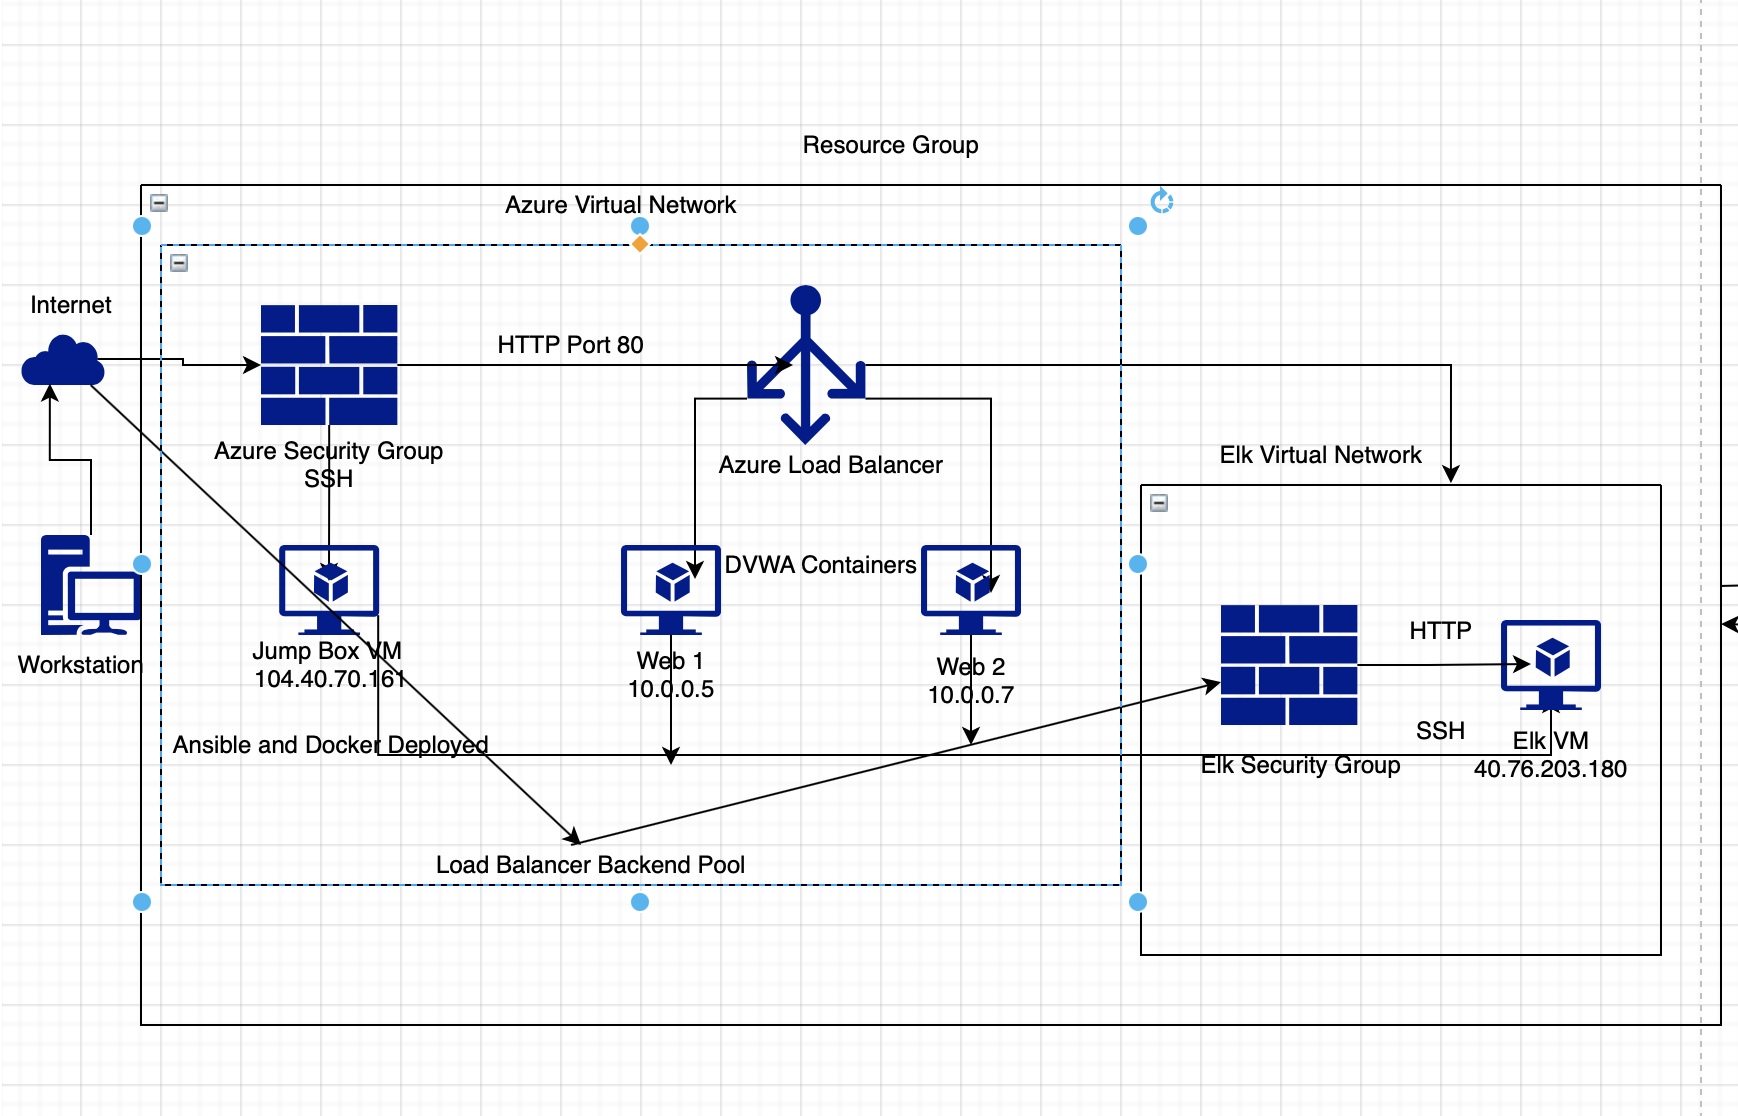 Resource Group
Azure Virtual Network
Internet
HTTP Port 80
Azure Security Group
SSH
Azure Load Balancer
Elk Virtual Network
DVWA Containers
Workstation
Jump Box VM
104.40.70.161
Web 1
10.0.0.5
Web 2
10.0.0.7
HTTP
SSH
Elk VM
40.76.203.180
Ansible and Docker Deployed
Elk Security Group
Load Balancer Backend Pool